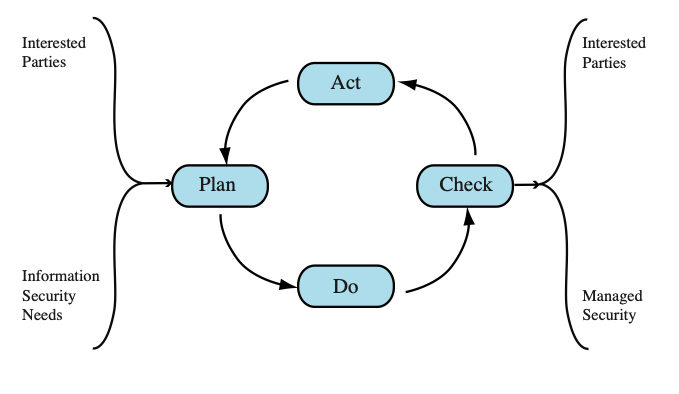 Interested
Parties
Interested
Parties
Act
Plan
Check
Do
Information
Security
Needs
Managed
Security